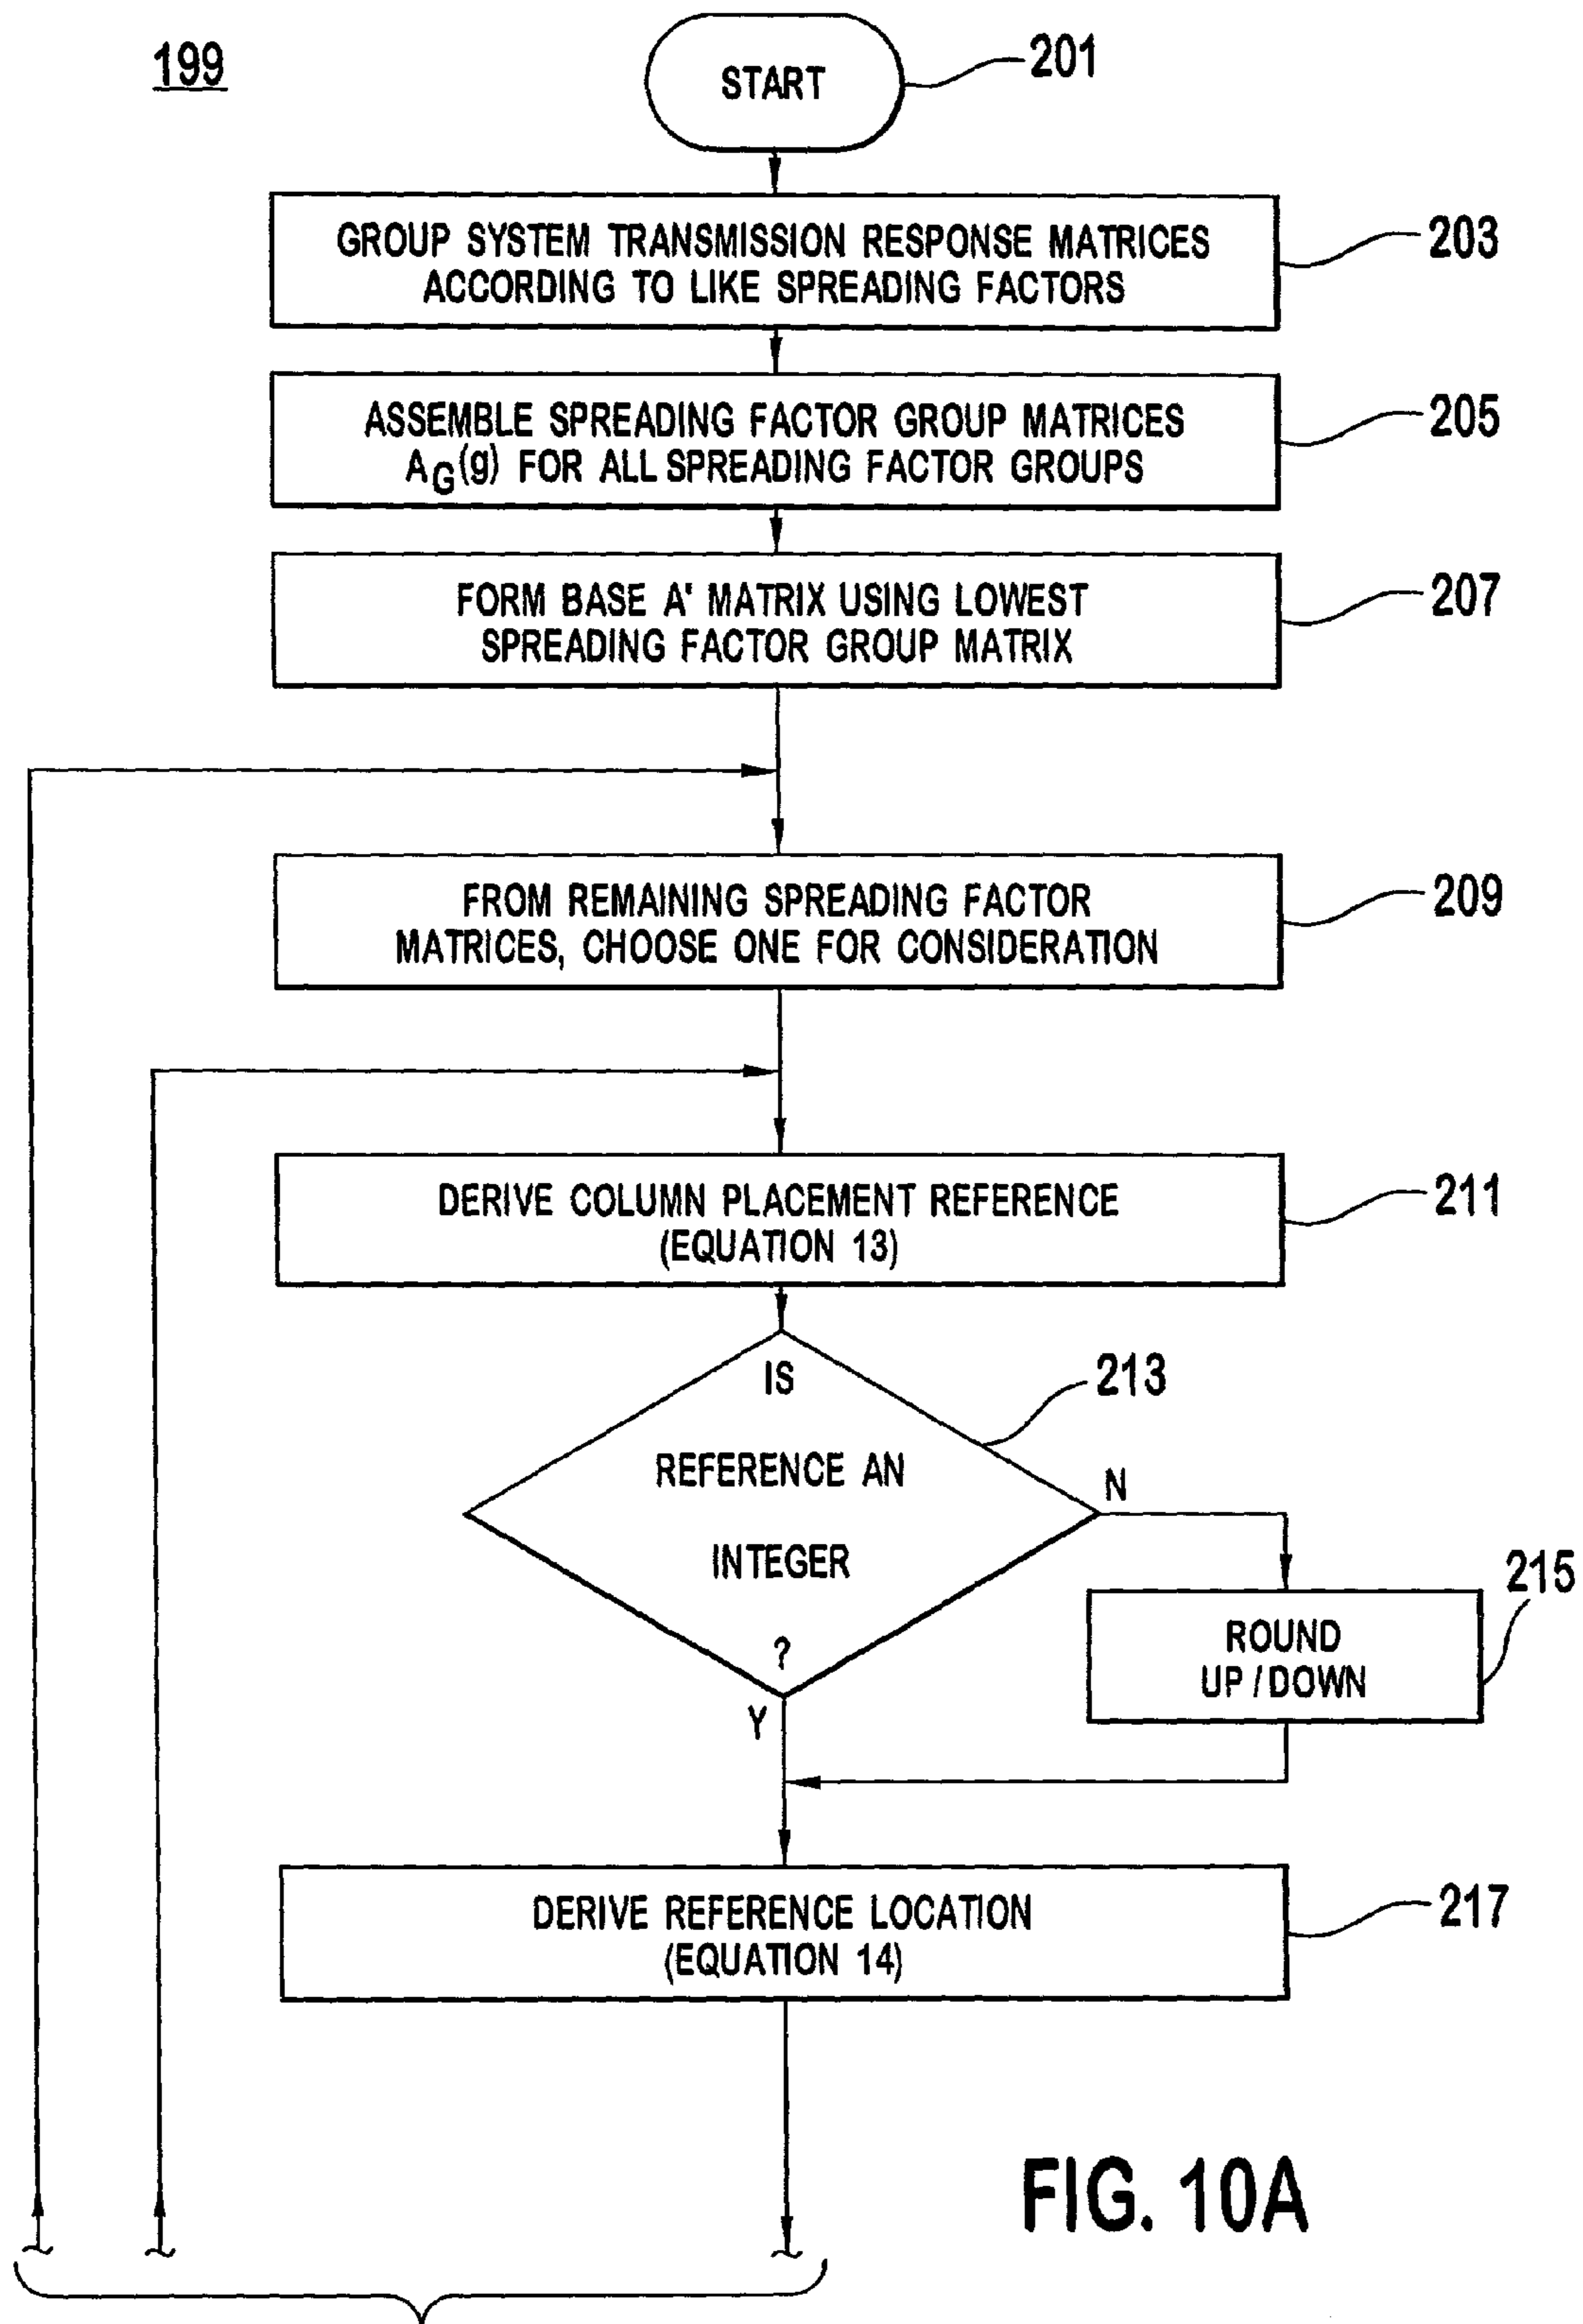 199
START
201
GROUP SYSTEM TRANSMISSION RESPONSE MATRICES
ACCORDING TO LIKE SPREADING FACTORS
203
ASSEMBLE SPREADING FACTOR GROUP MATRICES
AG(g) FOR ALL SPREADING FACTOR GROUPS
205
FORM BASE A' MATRIX USING LOWEST
SPREADING FACTOR GROUP MATRIX
207
FROM REMAINING SPREADING FACTOR
MATRICES, CHOOSE ONE FOR CONSIDERATION
209
DERIVE COLUMN PLACEMENT REFERENCE
(EQUATION 13)
211
IS
REFERENCE AN
INTEGER
?
213
N
Y
ROUND
UP/DOWN
215
DERIVE REFERENCE LOCATION
(EQUATION 14)
217
FIG. 10A